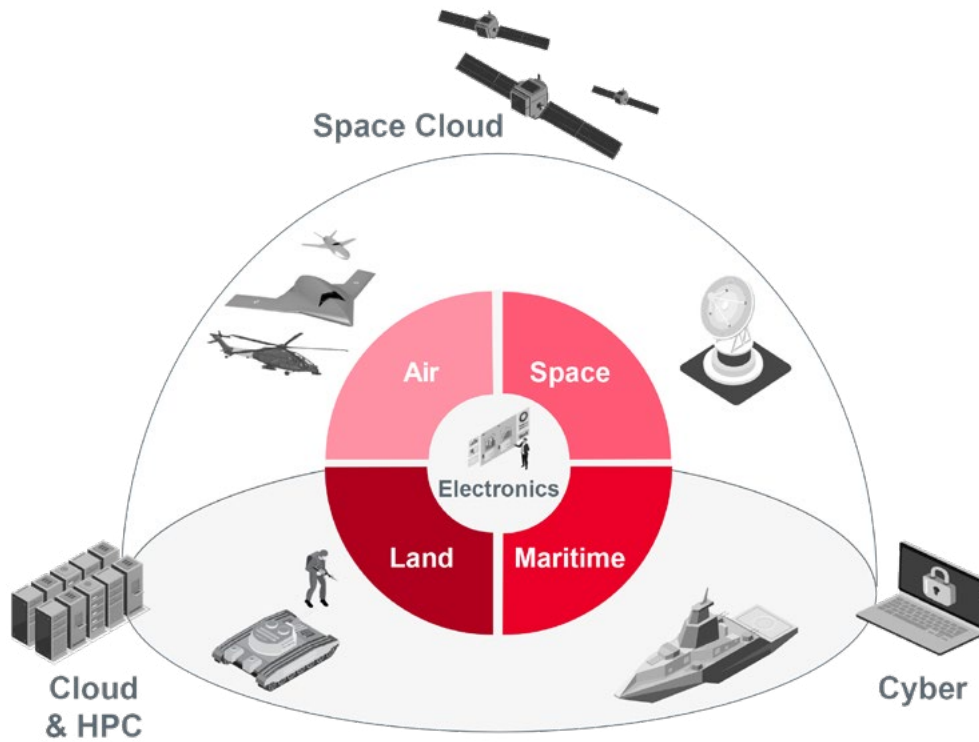 Space Cloud
Air
Space
Electronics
Land
Maritime
Cloud
& HPC
Cyber